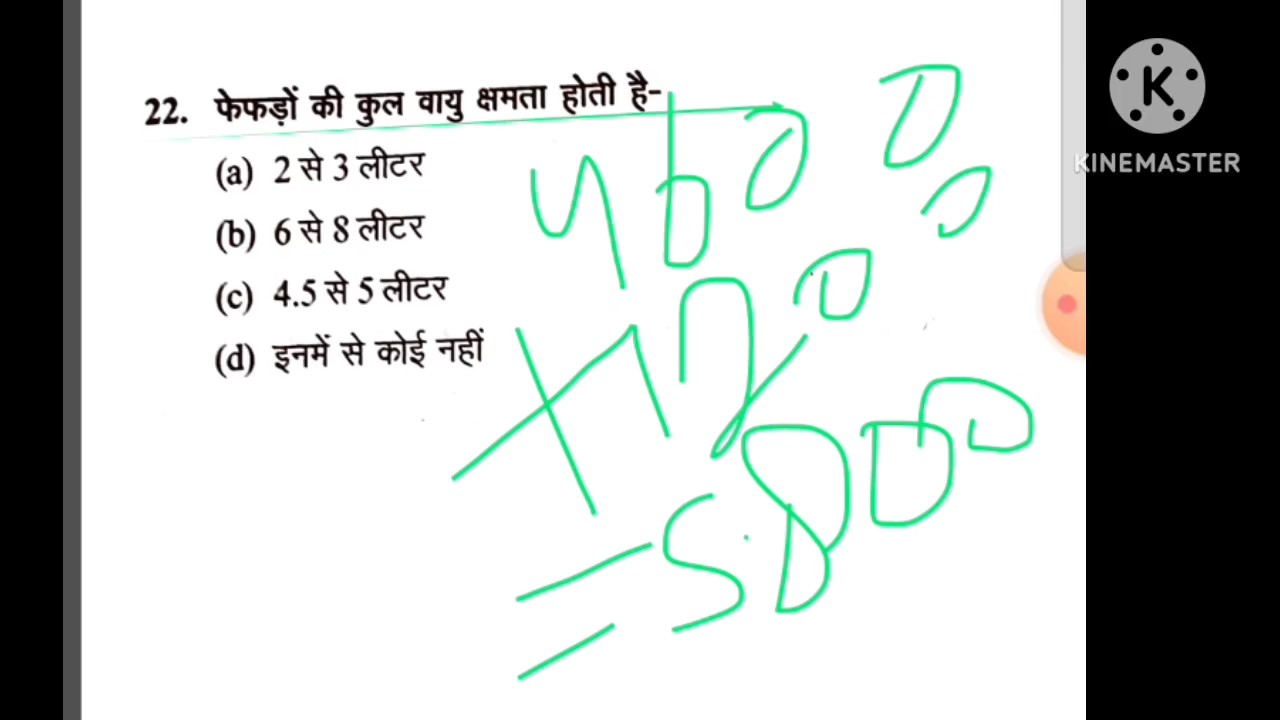 22. फेफड़ों की कुल वायु क्षमता होती है-
(a) 2 से 3 लीटर
(b) 6 से 8 लीटर
(c) 4.5 से 5 लीटर
(d) इनमें से कोई नहीं
4600
+1200
=5800
K
KINEMASTER